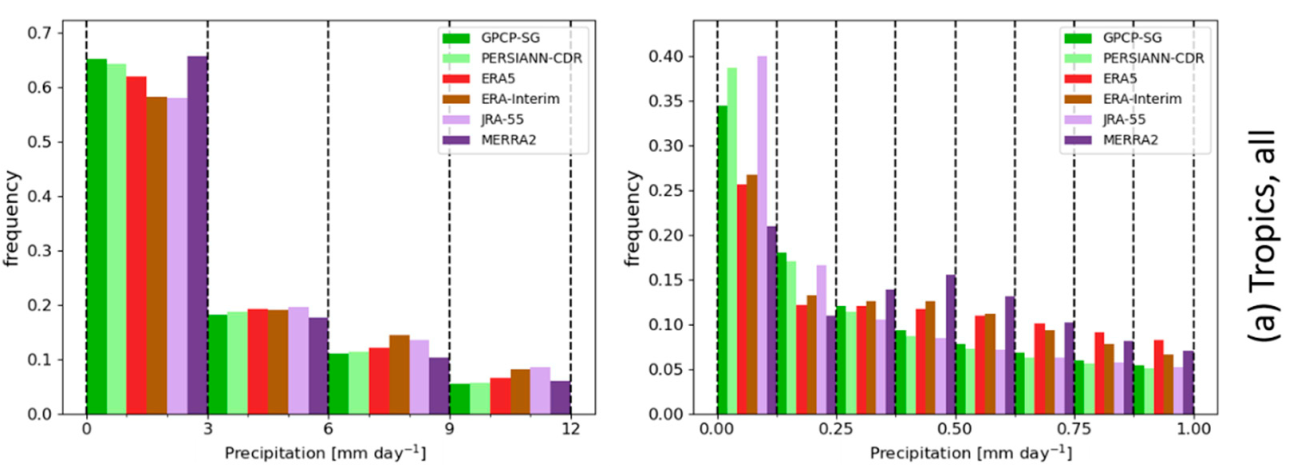 frequency
0.7
0.6
0.5
0.4
0.3
0.2
0.1
0.0
GPCP-SG
PERSIANN-CDR
ERA5
ERA-Interim
JRA-55
MERRA2
0 3 6 9 12
Precipitation [mm day⁻¹]
frequency
0.40
0.35
0.30
0.25
0.20
0.15
0.10
0.05
0.00
GPCP-SG
PERSIANN-CDR
ERA5
ERA-Interim
JRA-55
MERRA2
0.00 0.25 0.50 0.75 1.00
Precipitation [mm day⁻¹]
(a) Tropics, all